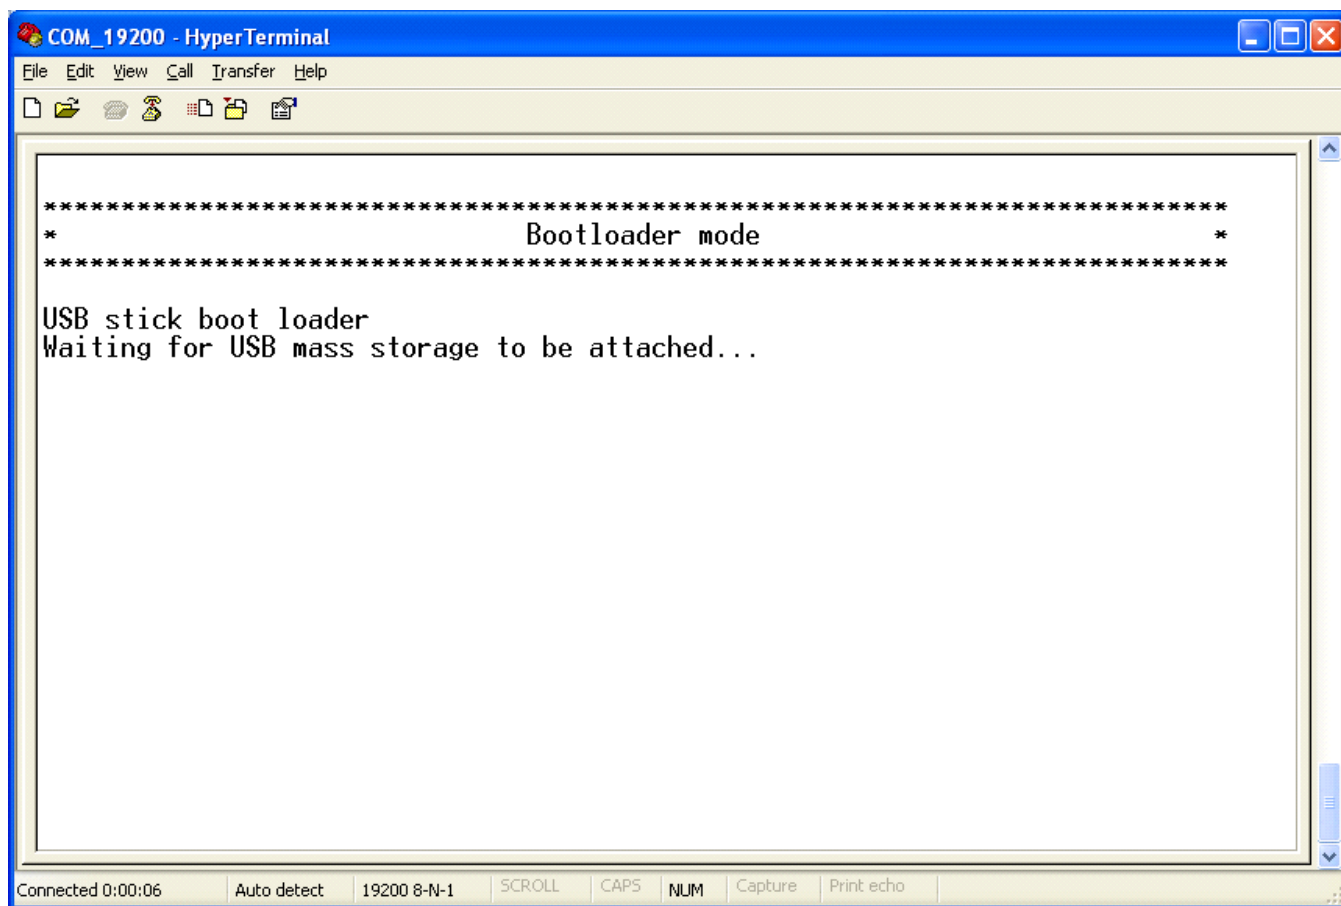 COM_19200 - HyperTerminal
File Edit View Call Transfer Help
****************************************************************************
* Bootloader mode *
****************************************************************************
USB stick boot loader
Waiting for USB mass storage to be attached...
Connected 0:00:06 Auto detect 19200 8-N-1 SCROLL CAPS NUM Capture Print echo